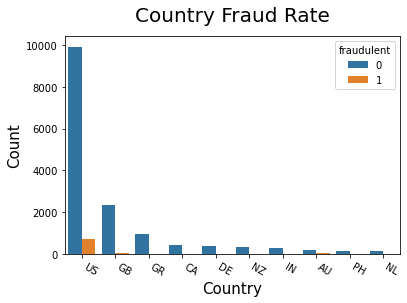 Country Fraud Rate
fraudulent
0
1
10000
8000
6000
4000
2000
0
Count
US
GB
GR
CA
DE
NZ
IN
AU
PH
NL
Country